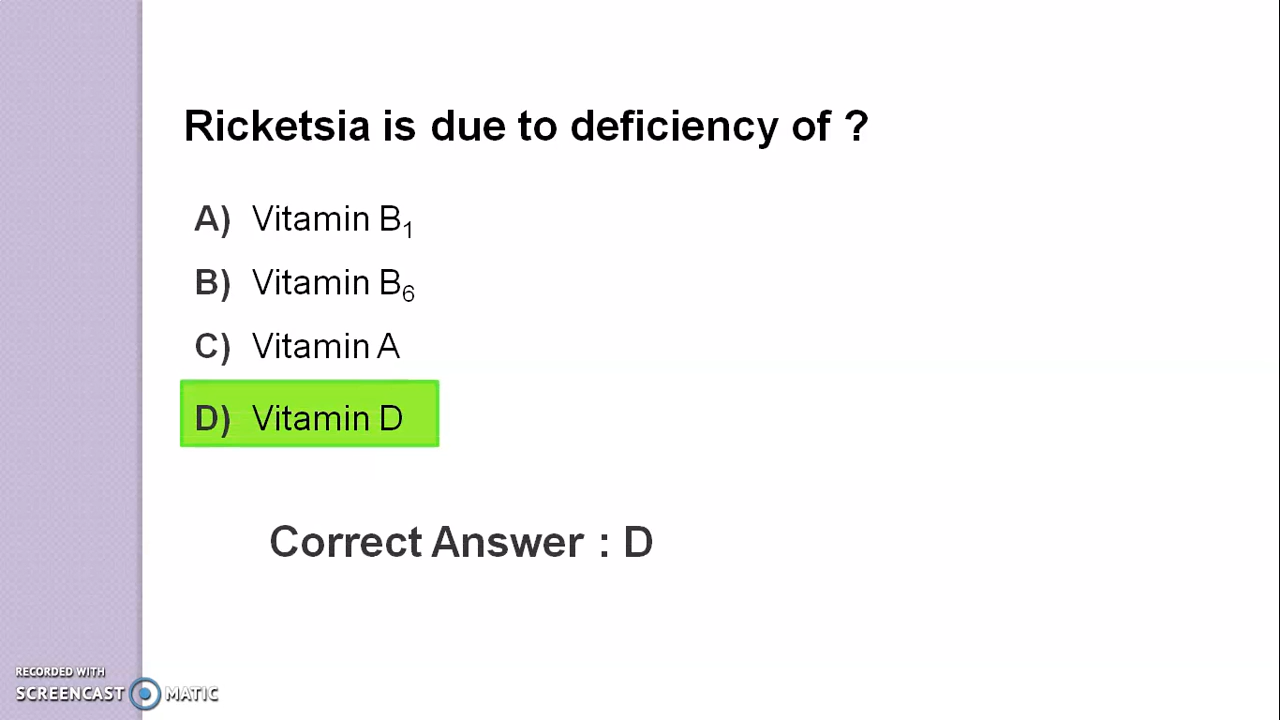 Ricketsia is due to deficiency of ?
A) Vitamin B₁
B) Vitamin B₆
C) Vitamin A
D) Vitamin D
Correct Answer : D
RECORDED WITH
SCREENCAST MATIC